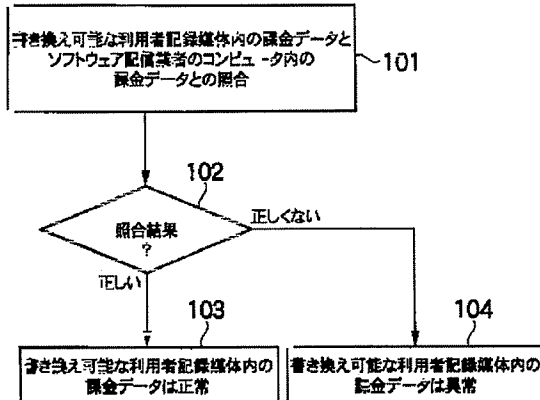 書き換え可能な利用者記録媒体内の課金データと
ソフトウェア配信業者のコンピュータ内の
課金データとの照合
101
102
照合結果
?
正しくない
正しい
103
104
書き換え可能な利用者記録媒体内の
課金データは正常
書き換え可能な利用者記録媒体内の
課金データは異常